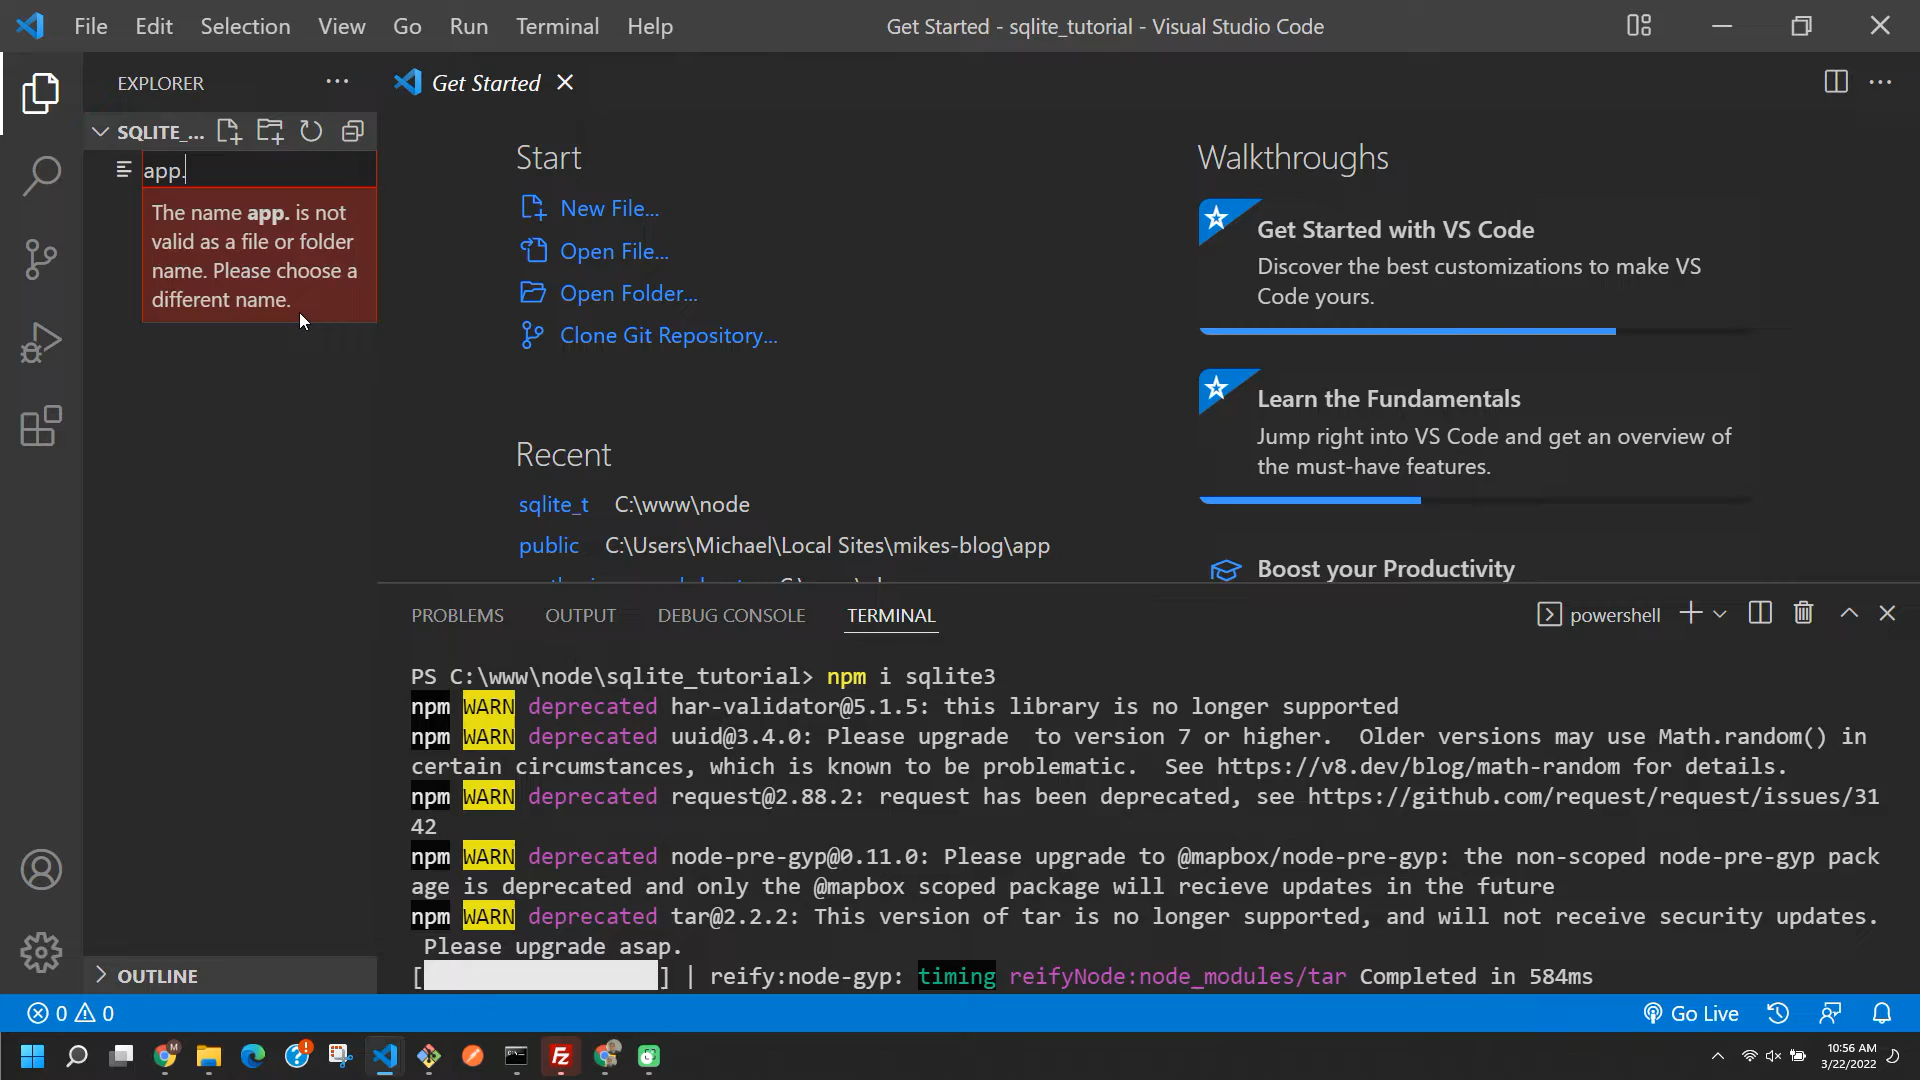 File Edit Selection View Go Run Terminal Help
Get Started - sqlite_tutorial - Visual Studio Code
EXPLORER
SQLITE_...
app.
The name app. is not
valid as a file or folder
name. Please choose a
different name.
OUTLINE
Get Started
Start
New File...
Open File...
Open Folder...
Clone Git Repository...
Recent
sqlite_t C:\www\node
public C:\Users\Michael\Local Sites\mikes-blog\app
Walkthroughs
Get Started with VS Code
Discover the best customizations to make VS
Code yours.
Learn the Fundamentals
Jump right into VS Code and get an overview of
the must-have features.
Boost your Productivity
PROBLEMS OUTPUT DEBUG CONSOLE TERMINAL
powershell
PS C:\www\node\sqlite_tutorial> npm i sqlite3
npm WARN deprecated har-validator@5.1.5: this library is no longer supported
npm WARN deprecated uuid@3.4.0: Please upgrade  to version 7 or higher.  Older versions may use Math.random() in
certain circumstances, which is known to be problematic.  See https://v8.dev/blog/math-random for details.
npm WARN deprecated request@2.88.2: request has been deprecated, see https://github.com/request/request/issues/31
42
npm WARN deprecated node-pre-gyp@0.11.0: Please upgrade to @mapbox/node-pre-gyp: the non-scoped node-pre-gyp pack
age is deprecated and only the @mapbox scoped package will recieve updates in the future
npm WARN deprecated tar@2.2.2: This version of tar is no longer supported, and will not receive security updates.
Please upgrade asap.
[ ] | reify:node-gyp: timing reifyNode:node_modules/tar Completed in 584ms
0 0
Go Live
M
Fz
10:56 AM
3/22/2022